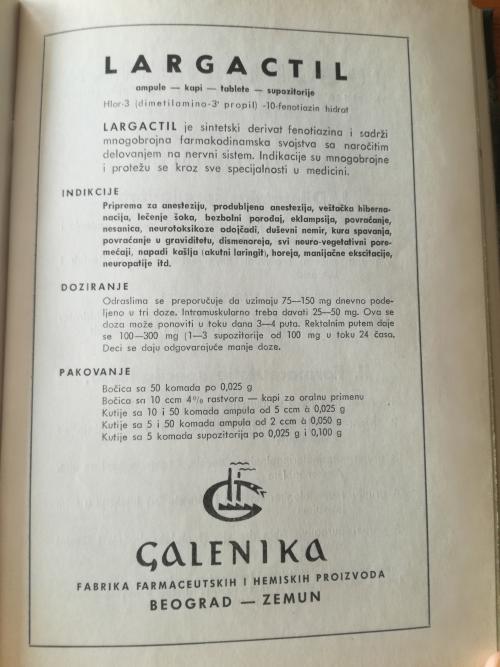 LARGACTIL
ampule — kapi — tablete — supozitorije
Hlor-3 (dimetilamino-3' propil) -10-fenotiazin hidrat
LARGACTIL je sintetski derivat fenotiazina i sadrži
mnogobrojna farmakodinamska svojstva sa naročitim
delovanjem na nervni sistem. Indikacije su mnogobrojne
i protežu se kroz sve specijalnosti u medicini.
INDIKCIJE
Priprema za anesteziju, produbljena anestezija, veštačka hiberna-
nacija, lečenje šoka, bezbolni porodaj, eklampsija, povraćanje,
nesanica, neurotoksikoze odojčadi, duševni nemir, kura spavanja,
povraćanje u graviditetu, dismenoreja, svi neuro-vegetativni pore-
mećaji, napadi kašlja (akutni laringit), horeja, manijačne ekscitacije,
neuropatije itd.
DOZIRANJE
Odraslima se preporučuje da uzimaju 75—150 mg dnevno pode-
ljeno u tri doze. Intramuskularno treba davati 25—50 mg. Ova se
doza može ponoviti u toku dana 3—4 puta. Rektalnim putem daje
se 100—300 mg (1—3 supozitorije od 100 mg u toku 24 časa.
Deci se daju odgovarajuće manje doze.
PAKOVANJE
Bočica sa 50 komada po 0,025 g
Bočica sa 10 ccm 4% rastvora — kapi za oralnu primenu
Kutije sa 10 i 50 komada ampula od 5 ccm à 0,025 g
Kutije sa 5 i 50 komada ampula od 2 ccm à 0,050 g
Kutije sa 5 komada supozitorija po 0,025 g i 0,100 g
GALENIKA
FABRIKA FARMACEUTSKIH I HEMISKIH PROIZVODA
BEOGRAD — ZEMUN